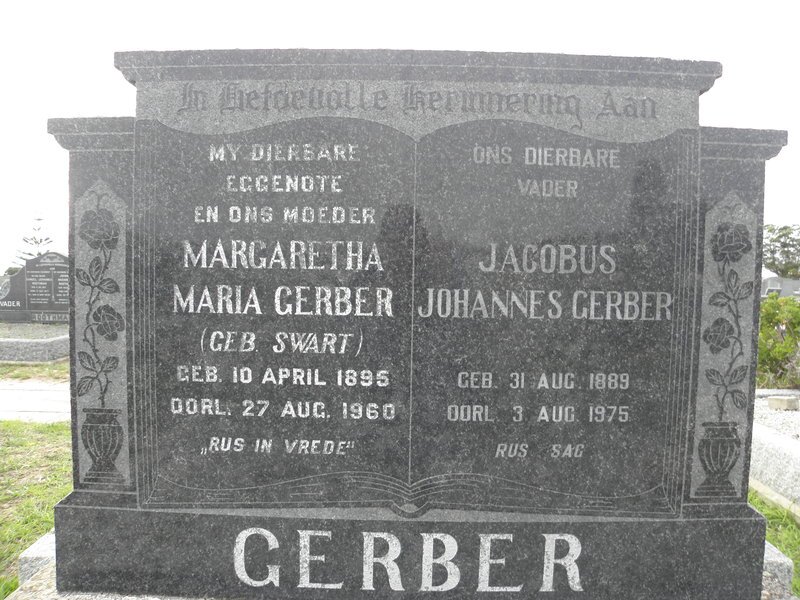 In Liefdevolle Herinnering Aan
MY DIERBARE
EGGENOTE
EN ONS MOEDER
MARGARETHA
MARIA GERBER
(GEB. SWART)
GEB. 10 APRIL 1895
OORL. 27 AUG. 1960
„RUS IN VREDE"
ONS DIERBARE
VADER
JACOBUS
JOHANNES GERBER
GEB. 31 AUG. 1889
OORL. 3 AUG. 1975
RUS SAG
GERBER
VADER